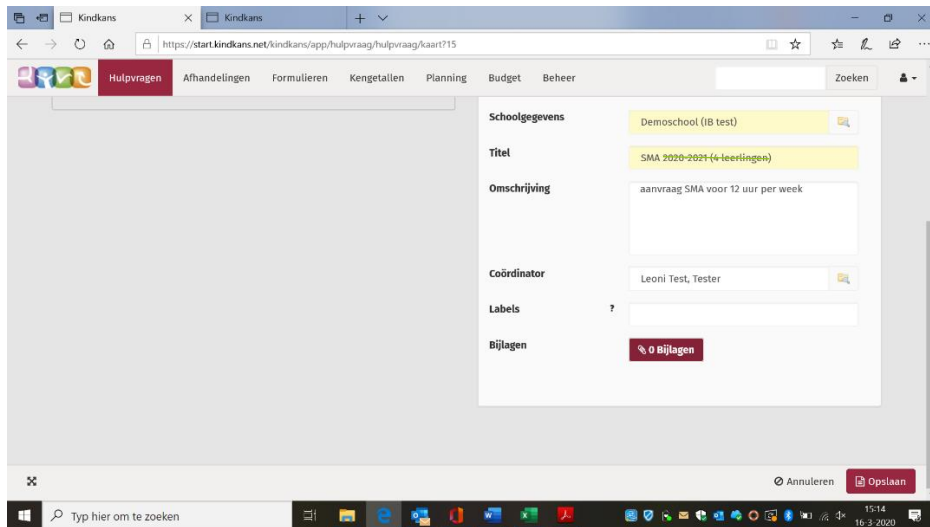 Kindkans
Kindkans
https://start.kindkans.net/kindkans/app/hulpvraag/hulpvraag/kaart?15
Hulpvragen Afhandelingen Formulieren Kengetallen Planning Budget Beheer Zoeken
Schoolgegevens Demoschool (IB test)
Titel SMA 2020-2021 (4 leerlingen)
Omschrijving aanvraag SMA voor 12 uur per week
Coördinator Leoni Test, Tester
Labels ?
Bijlagen 0 Bijlagen
Annuleren Opslaan
Typ hier om te zoeken 15:14
16-3-2020